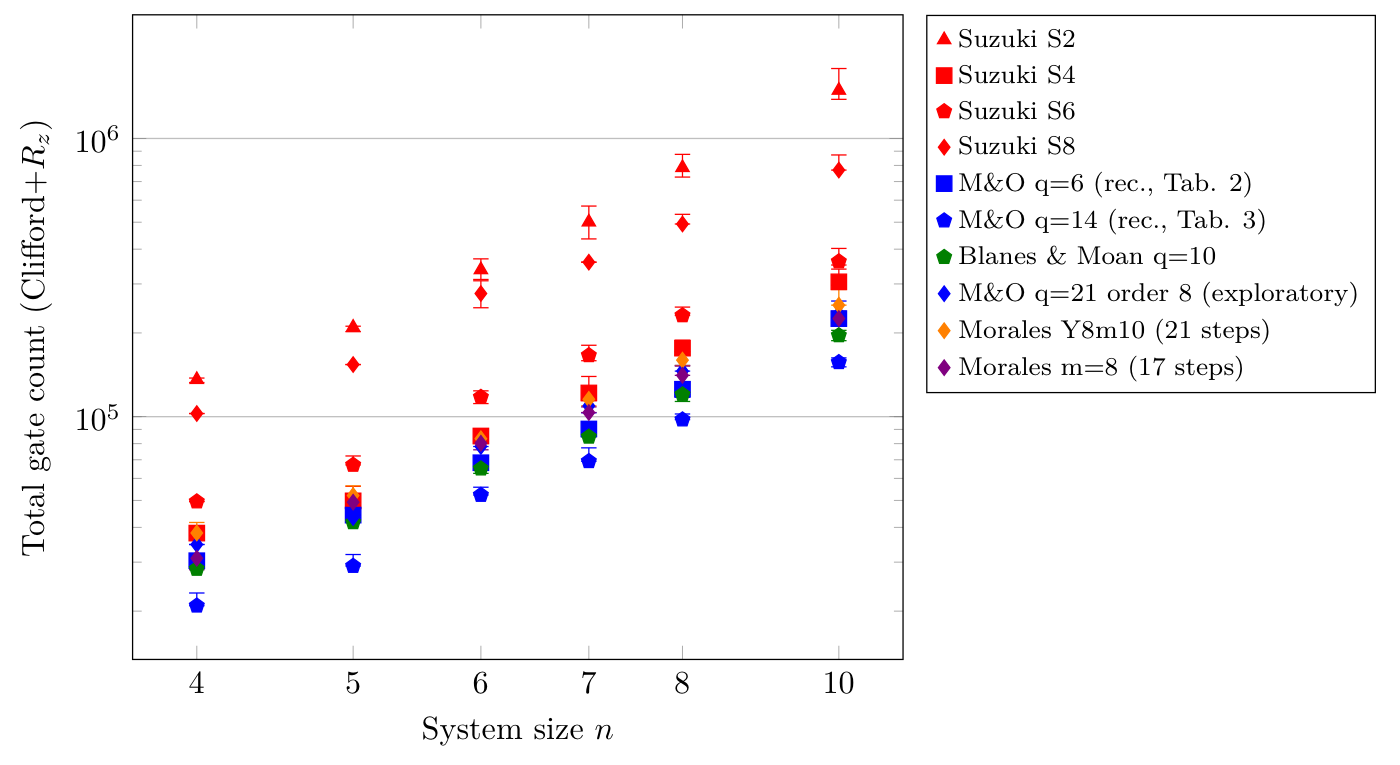 Total gate count (Clifford+R_z)
10^6
10^5
4 5 6 7 8 10
System size n
Suzuki S2
Suzuki S4
Suzuki S6
Suzuki S8
M&O q=6 (rec., Tab. 2)
M&O q=14 (rec., Tab. 3)
Blanes & Moan q=10
M&O q=21 order 8 (exploratory)
Morales Y8m10 (21 steps)
Morales m=8 (17 steps)